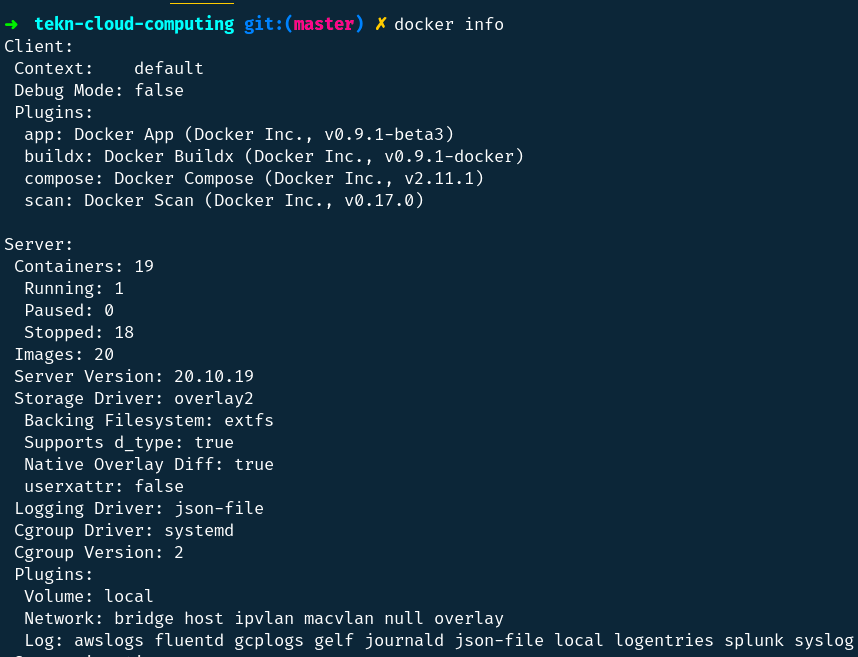 ➜  tekn-cloud-computing git:(master) ✗ docker info
Client:
 Context:    default
 Debug Mode: false
 Plugins:
  app: Docker App (Docker Inc., v0.9.1-beta3)
  buildx: Docker Buildx (Docker Inc., v0.9.1-docker)
  compose: Docker Compose (Docker Inc., v2.11.1)
  scan: Docker Scan (Docker Inc., v0.17.0)

Server:
 Containers: 19
  Running: 1
  Paused: 0
  Stopped: 18
 Images: 20
 Server Version: 20.10.19
 Storage Driver: overlay2
  Backing Filesystem: extfs
  Supports d_type: true
  Native Overlay Diff: true
  userxattr: false
 Logging Driver: json-file
 Cgroup Driver: systemd
 Cgroup Version: 2
 Plugins:
  Volume: local
  Network: bridge host ipvlan macvlan null overlay
  Log: awslogs fluentd gcplogs gelf journald json-file local logentries splunk syslog